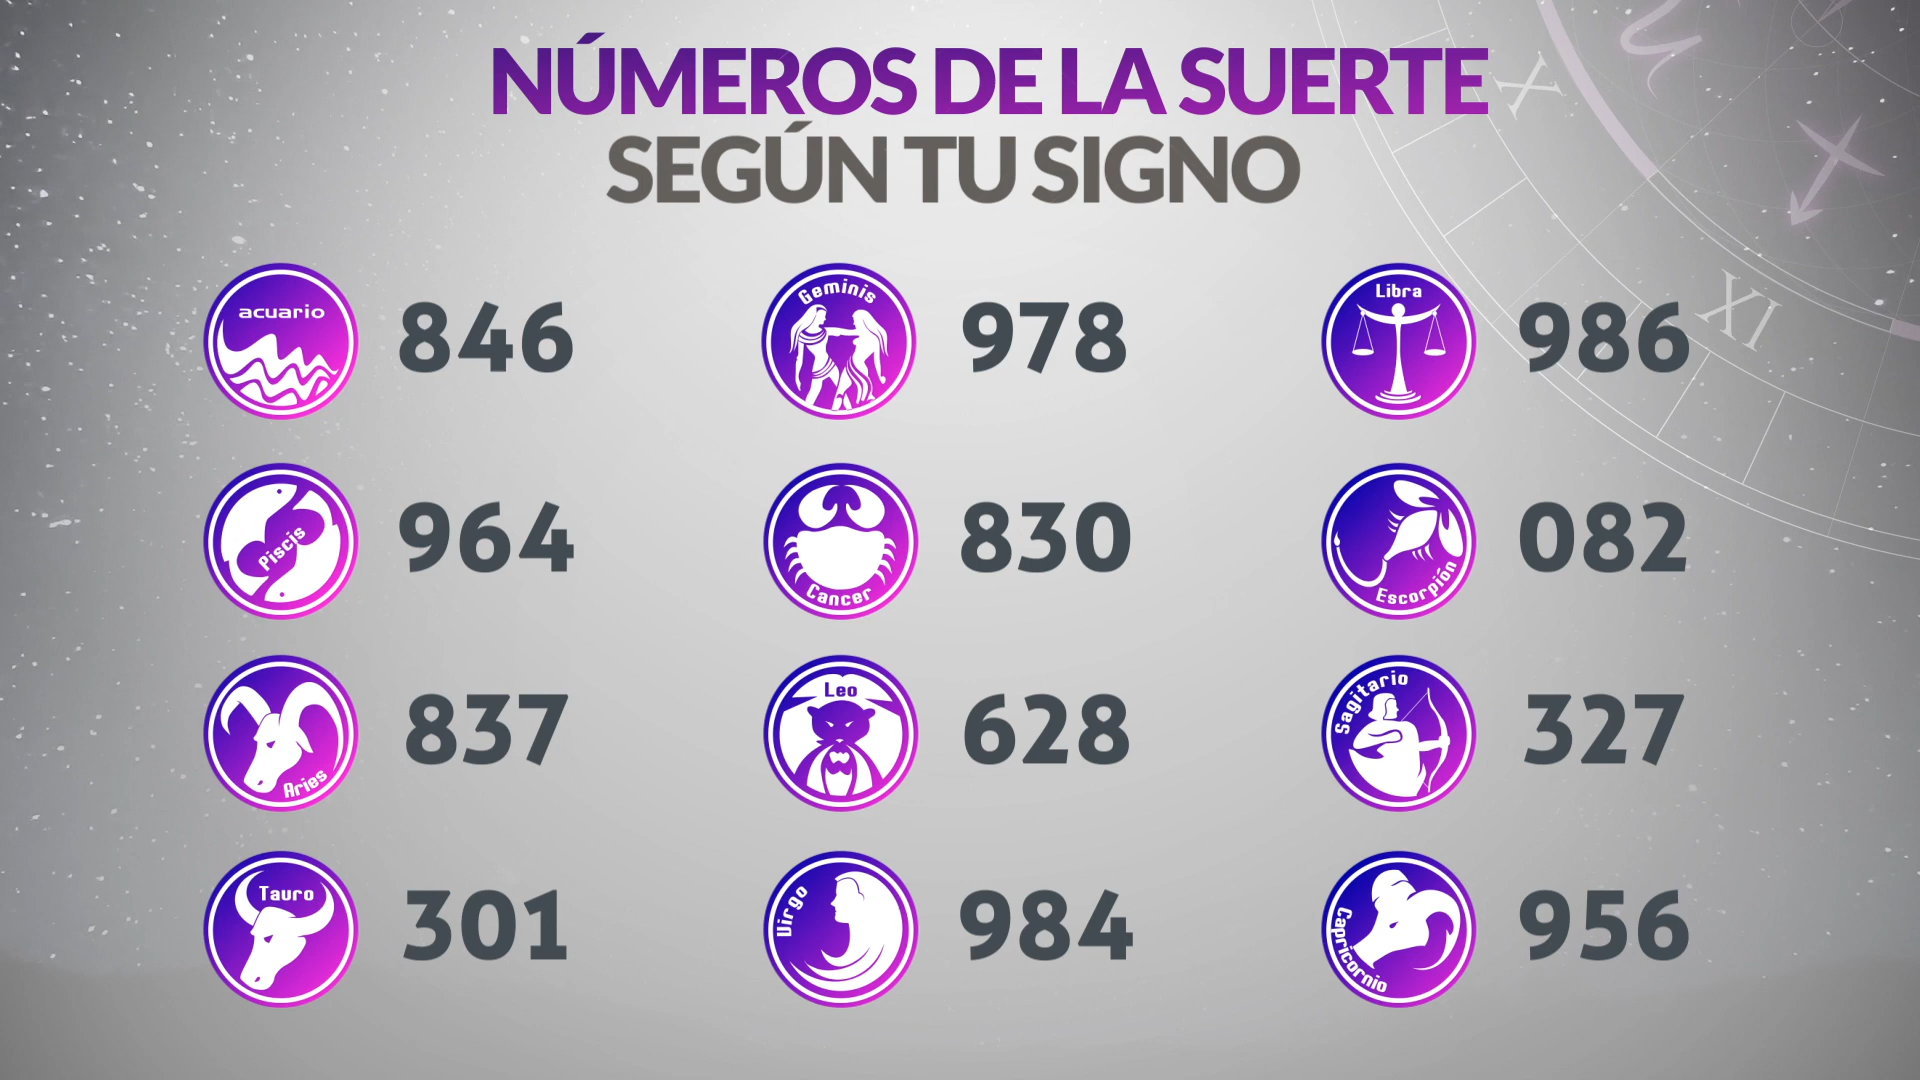 NÚMEROS DE LA SUERTE
SEGÚN TU SIGNO
acuario 846
Geminis 978
Libra 986
Piscis 964
Cancer 830
Escorpión 082
Aries 837
Leo 628
Sagitario 327
Tauro 301
Virgo 984
Capricornio 956
X
XI